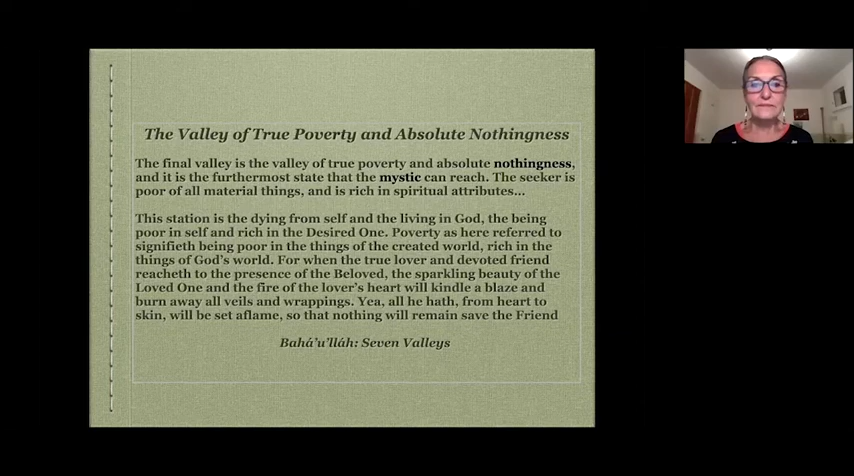 The Valley of True Poverty and Absolute Nothingness
The final valley is the valley of true poverty and absolute nothingness,
and it is the furthermost state that the mystic can reach. The seeker is
poor of all material things, and is rich in spiritual attributes...
This station is the dying from self and the living in God, the being
poor in self and rich in the Desired One. Poverty as here referred to
signifieth being poor in the things of the created world, rich in the
things of God's world. For when the true lover and devoted friend
reacheth to the presence of the Beloved, the sparkling beauty of the
Loved One and the fire of the lover's heart will kindle a blaze and
burn away all veils and wrappings. Yea, all he hath, from heart to
skin, will be set aflame, so that nothing will remain save the Friend
Bahá'u'lláh: Seven Valleys